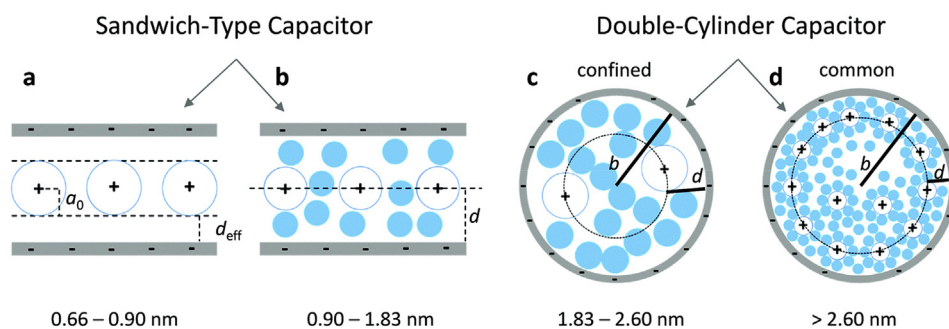 Sandwich-Type Capacitor
Double-Cylinder Capacitor
a
b
c
confined
d
common
- - - - -
- - - - -
+ + +
a0
deff
- - - - -
- - - - -
+ + +
d
- - - - -
b
d
+ +
b
d
+ + + + + + + + + + +
0.66 – 0.90 nm
0.90 – 1.83 nm
1.83 – 2.60 nm
> 2.60 nm